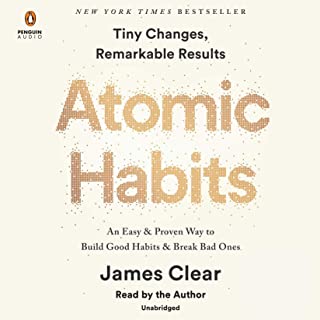 NEW YORK TIMES BESTSELLER
PENGUIN
AUDIO
Tiny Changes,
Remarkable Results
Atomic
Habits
An Easy & Proven Way to
Build Good Habits & Break Bad Ones
James Clear
Read by the Author
Unabridged